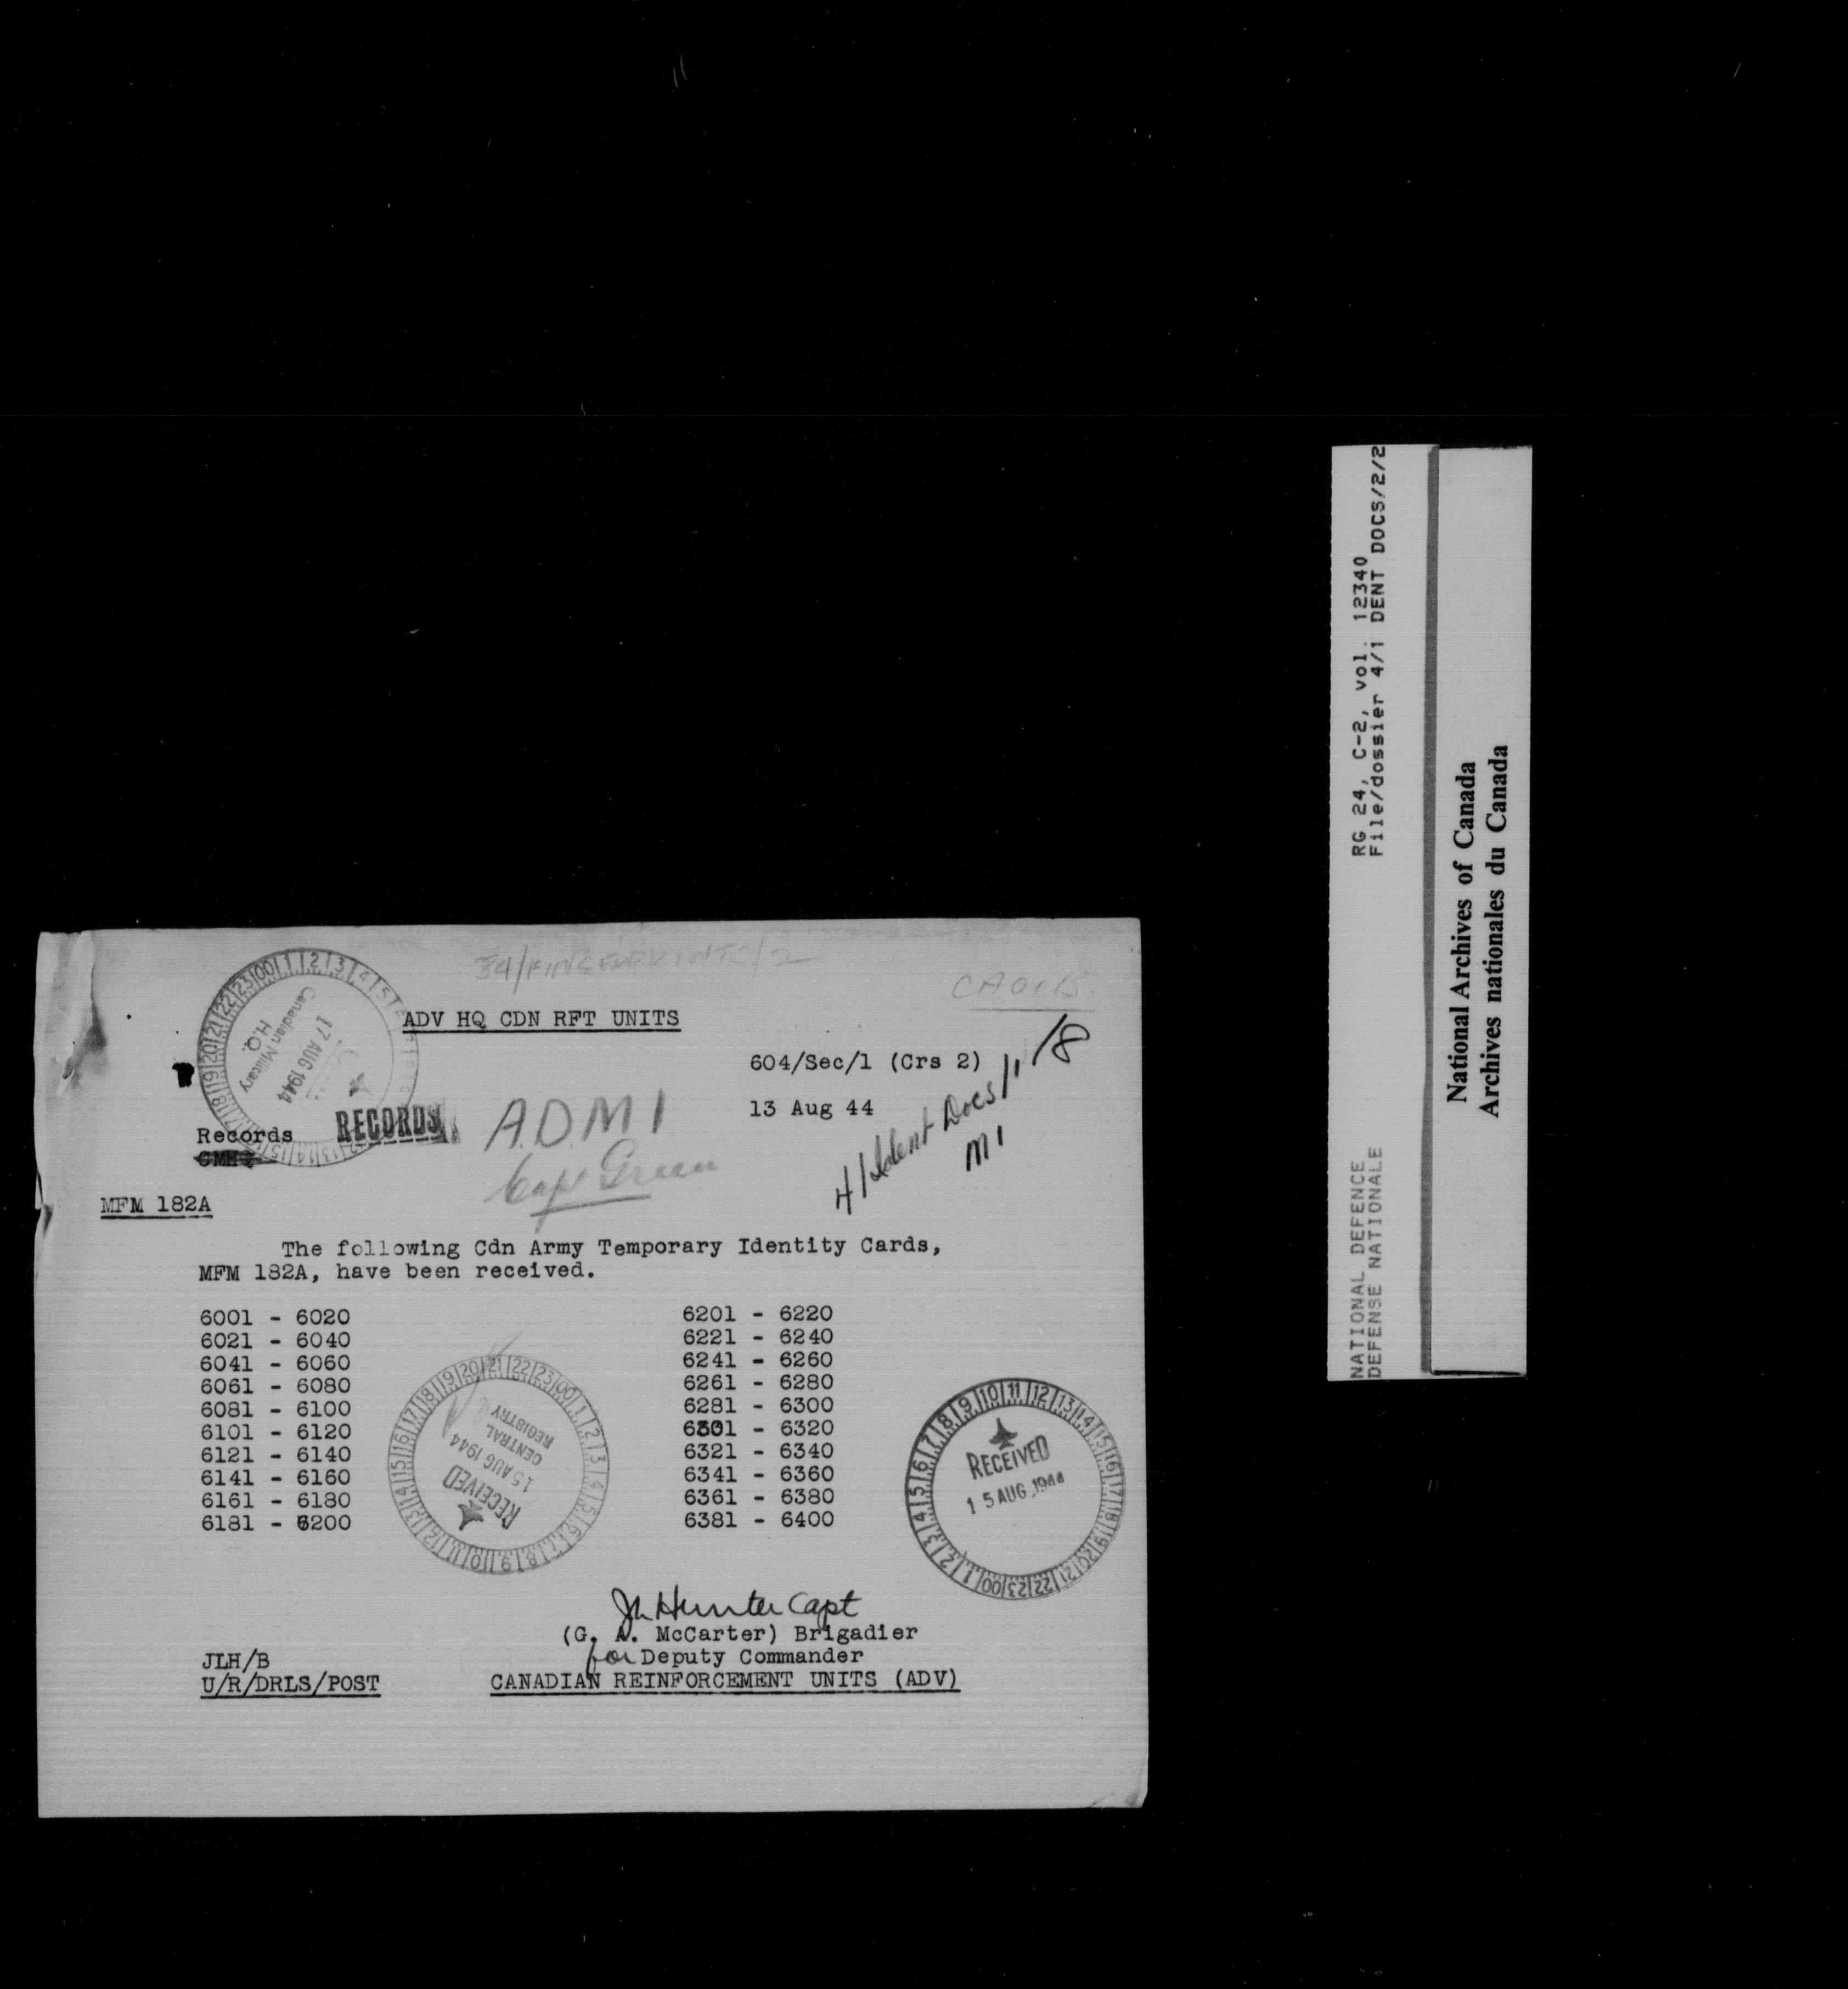 34/FINGERPRINTS/2
CAOIB.
ADV HQ CDN RFT UNITS
604/Sec/1 (Crs 2)
13 Aug 44
Canadian Military
H.Q.
17 AUG 1944
RECORDS
A.D.M I
Capt Green
4/Ident Docs/1/8
M 1
Records
CMHQ
MFM 182A
The following Cdn Army Temporary Identity Cards,
MFM 182A, have been received.
6001 - 6020
6021 - 6040
6041 - 6060
6061 - 6080
6081 - 6100
6101 - 6120
6121 - 6140
6141 - 6160
6161 - 6180
6181 - 6200
6201 - 6220
6221 - 6240
6241 - 6260
6261 - 6280
6281 - 6300
6301 - 6320
6321 - 6340
6341 - 6360
6361 - 6380
6381 - 6400
RECEIVED
15 AUG 1944
CENTRAL
REGISTRY
RECEIVED
15 AUG 1944
JL Hunter Capt
(G. A. McCarter) Brigadier
for Deputy Commander
CANADIAN REINFORCEMENT UNITS (ADV)
JLH/B
U/R/DRLS/POST
NATIONAL DEFENCE
DEFENSE NATIONALE
RG 24, C-2, vol. 12340
File/dossier 4/i DENT DOCS/2/2
National Archives of Canada
Archives nationales du Canada